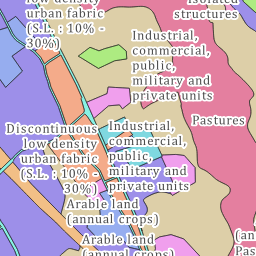 low density
urban fabric
(S.L. : 10% -
30%)
Isolated
structures
Industrial,
commercial,
public,
military and
private units
Pastures
Discontinuous
low density
urban fabric
(S.L. : 10% -
30%)
Industrial,
commercial,
public,
military and
private units
Arable land
(annual crops)
Arable land
(annual crops)
(an
Pas